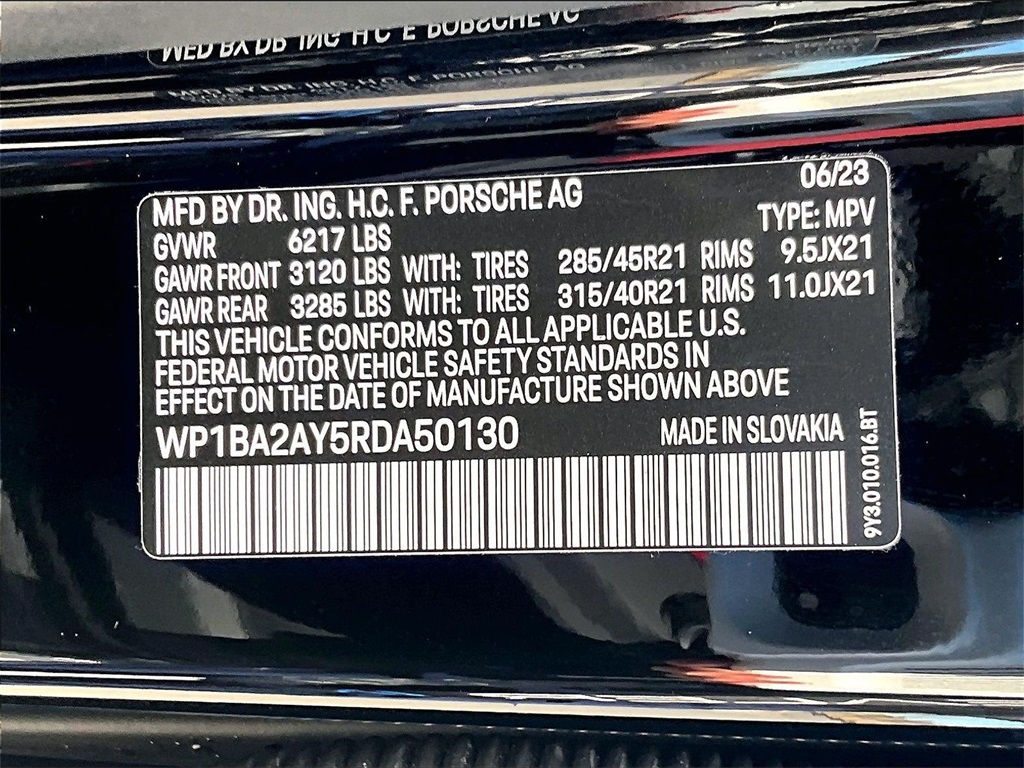 MFD BY DR. ING. H.C. F. PORSCHE AG 06/23
TYPE: MPV
GVWR 6217 LBS
GAWR FRONT 3120 LBS WITH: TIRES 285/45R21 RIMS 9.5JX21
GAWR REAR 3285 LBS WITH: TIRES 315/40R21 RIMS 11.0JX21
THIS VEHICLE CONFORMS TO ALL APPLICABLE U.S.
FEDERAL MOTOR VEHICLE SAFETY STANDARDS IN
EFFECT ON THE DATE OF MANUFACTURE SHOWN ABOVE
WP1BA2AY5RDA50130 MADE IN SLOVAKIA
9Y3.010.016.BT